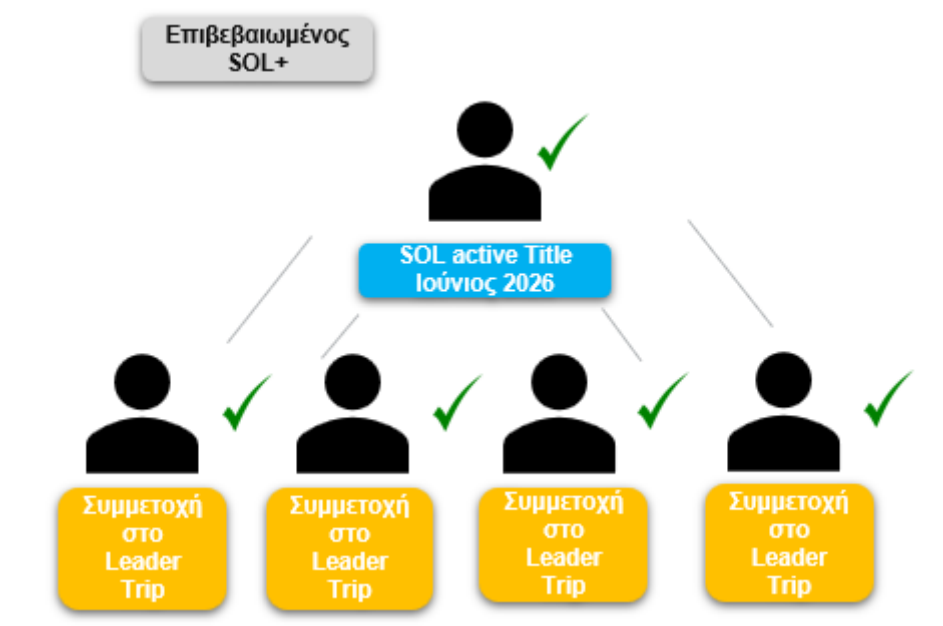 Επιβεβαιωμένος
SOL+
SOL active Title
Ιούνιος 2026
Συμμετοχή
στο
Leader
Trip
Συμμετοχή
στο
Leader
Trip
Συμμετοχή
στο
Leader
Trip
Συμμετοχή
στο
Leader
Trip